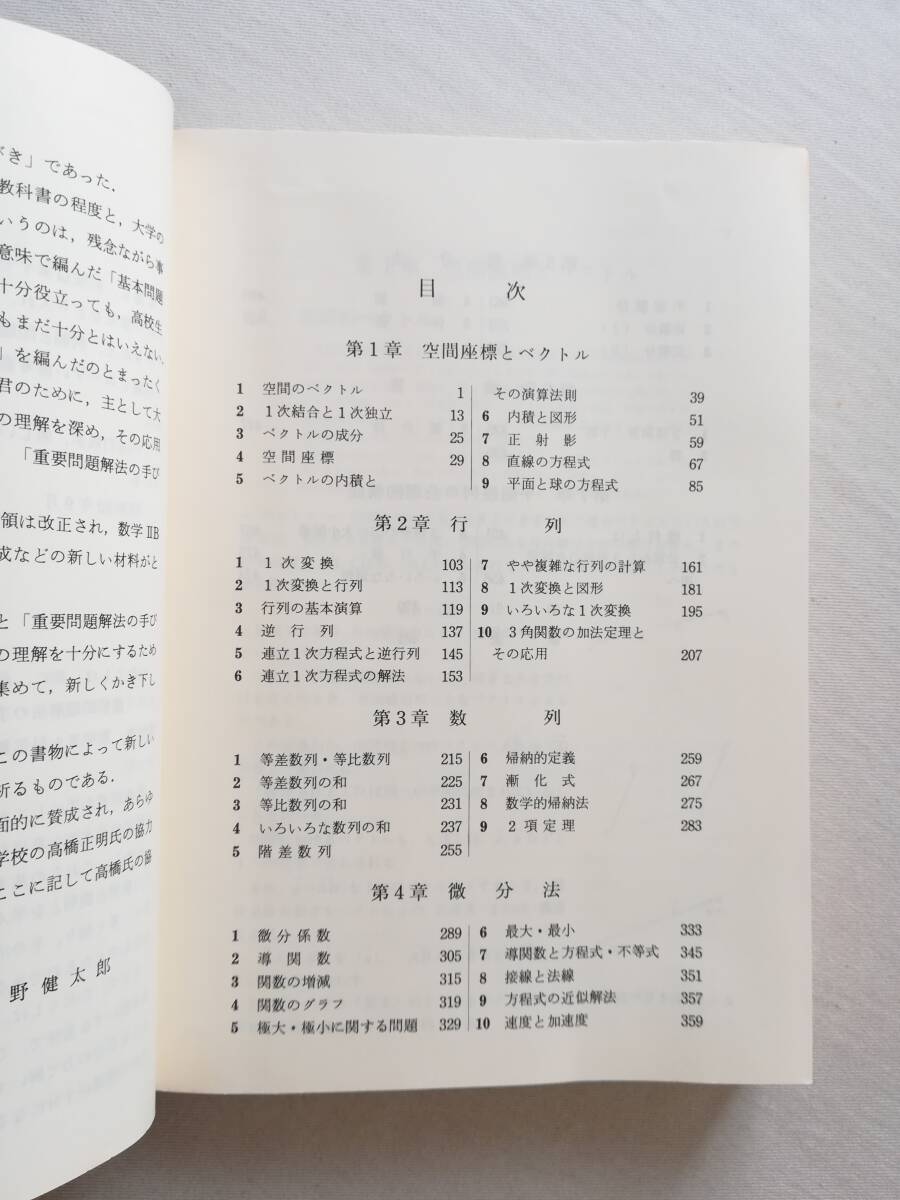 がき」であった．
教科書の程度と，大学の
いうのは，残念ながら事
意味で編んだ「基本問題
十分役立っても，高校生
もまだ十分とはいえない．
」を編んだのとまったく
君のために，主として大
の理解を深め，その応用
「重要問題解法の手び
領は改正され，数学ⅡB
成などの新しい材料がと
と「重要問題解法の手び
の理解を十分にするため
集めて，新しくかき下し
この書物によって新しい
祈るものである．
面的に賛成され，あらゆ
学校の高橋正明氏の協力
ここに記して高橋氏の協
野健太郎
目次
第1章 空間座標とベクトル
1 空間のベクトル 1
2 1次結合と1次独立 13
3 ベクトルの成分 25
4 空間座標 29
5 ベクトルの内積と
その演算法則 39
6 内積と図形 51
7 正射影 59
8 直線の方程式 67
9 平面と球の方程式 85
第2章 行列
1 1次変換 103
2 1次変換と行列 113
3 行列の基本演算 119
4 逆行列 137
5 連立1次方程式と逆行列 145
6 連立1次方程式の解法 153
7 やや複雑な行列の計算 161
8 1次変換と図形 181
9 いろいろな1次変換 195
10 3角関数の加法定理と
その応用 207
第3章 数列
1 等差数列・等比数列 215
2 等差数列の和 225
3 等比数列の和 231
4 いろいろな数列の和 237
5 階差数列 255
6 帰納的定義 259
7 漸化式 267
8 数学的帰納法 275
9 2項定理 283
第4章 微分法
1 微分係数 289
2 導関数 305
3 関数の増減 315
4 関数のグラフ 319
5 極大・極小に関する問題 329
6 最大・最小 333
7 導関数と方程式・不等式 345
8 接線と法線 351
9 方程式の近似解法 357
10 速度と加速度 359